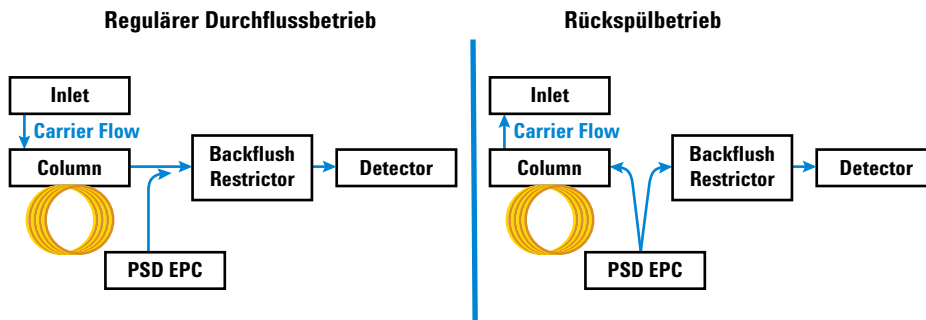 Regulärer Durchflussbetrieb
Inlet
Carrier Flow
Column
Backflush
Restrictor
Detector
PSD EPC
Rückspülbetrieb
Inlet
Carrier Flow
Column
Backflush
Restrictor
Detector
PSD EPC